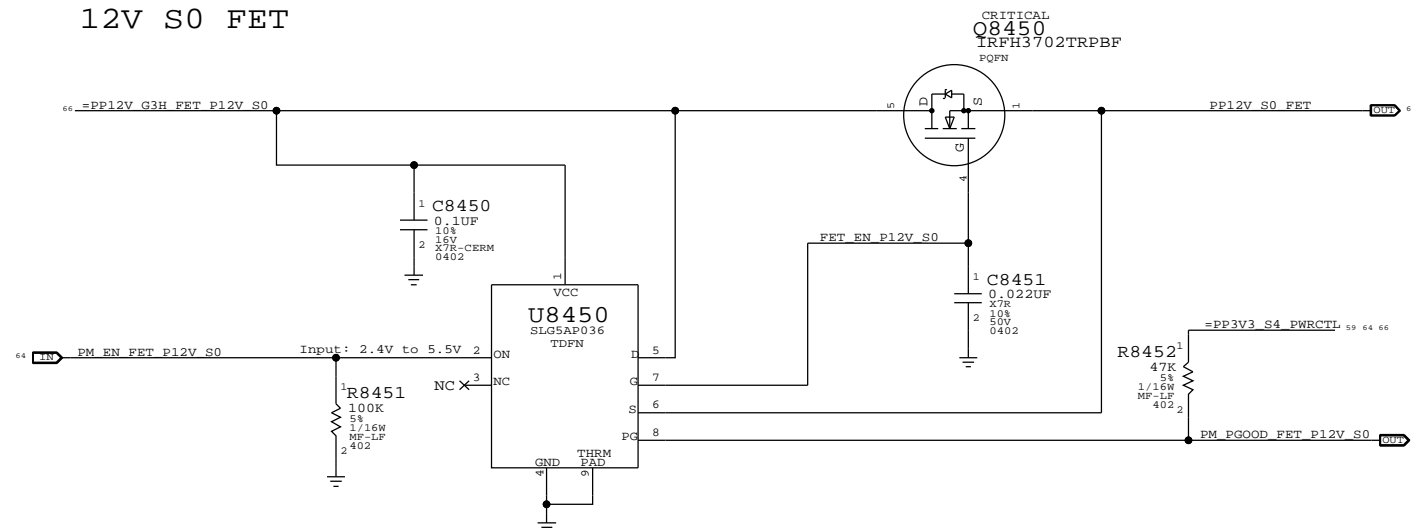 12V S0 FET
CRITICAL
Q8450
IRFH3702TRPBF
PQFN
66 =PP12V_G3H_FET_P12V_S0
5
D
S
1
G
4
PP12V_S0_FET
OUT 6
1
C8450
0.1UF
10%
16V
2
X7R-CERM
0402
FET_EN_P12V_S0
1
C8451
0.022UF
X7R
10%
2
50V
0402
1
VCC
U8450
SLG5AP036
TDFN
64 IN PM_EN_FET_P12V_S0
Input: 2.4V to 5.5V 2
ON
NC 3
NC
D 5
G 7
S 6
PG 8
THRM
GND PAD
4 9
1
R8451
100K
5%
1/16W
MF-LF
2 402
=PP3V3_S4_PWRCTL 59 64 66
R8452 1
47K
5%
1/16W
MF-LF
402 2
PM_PGOOD_FET_P12V_S0 OUT